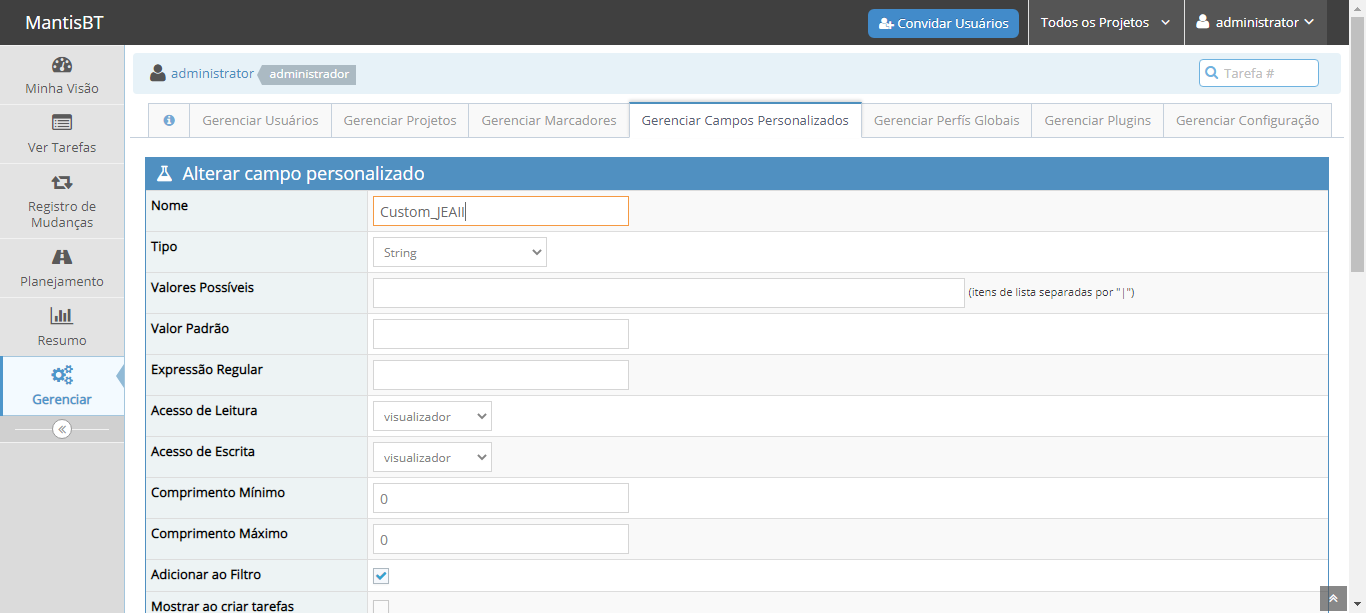 MantisBT
Convidar Usuários
Todos os Projetos
administrator
Minha Visão
Ver Tarefas
Registro de
Mudanças
Planejamento
Resumo
Gerenciar
administrator administrador
Tarefa #
Gerenciar Usuários
Gerenciar Projetos
Gerenciar Marcadores
Gerenciar Campos Personalizados
Gerenciar Perfís Globais
Gerenciar Plugins
Gerenciar Configuração
Alterar campo personalizado
Nome
Custom_JEAII
Tipo
String
Valores Possíveis
(itens de lista separadas por "|")
Valor Padrão
Expressão Regular
Acesso de Leitura
visualizador
Acesso de Escrita
visualizador
Comprimento Mínimo
0
Comprimento Máximo
0
Adicionar ao Filtro
Mostrar ao criar tarefas